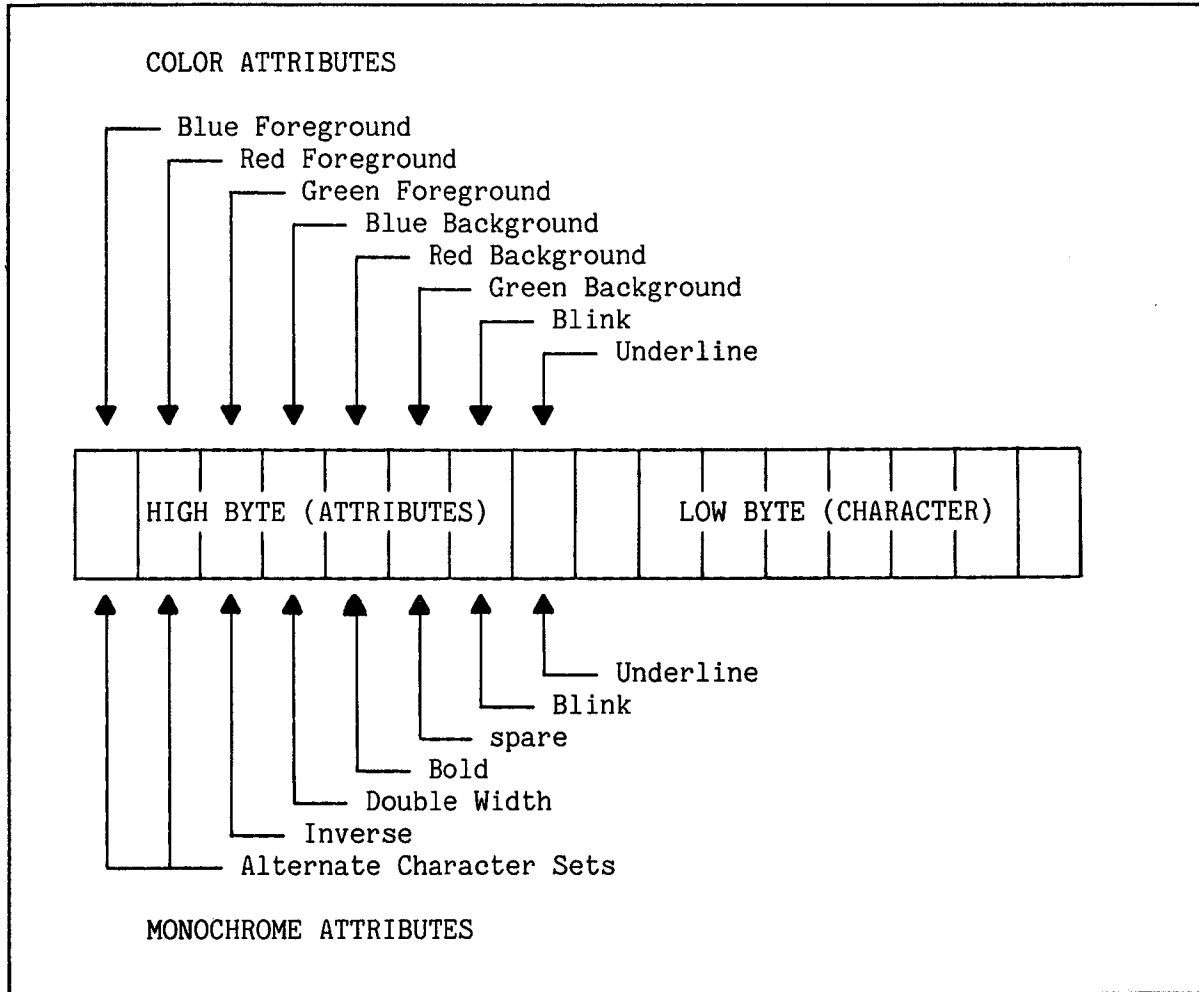 COLOR ATTRIBUTES
Blue Foreground
Red Foreground
Green Foreground
Blue Background
Red Background
Green Background
Blink
Underline
HIGH BYTE (ATTRIBUTES)
LOW BYTE (CHARACTER)
Underline
Blink
spare
Bold
Double Width
Inverse
Alternate Character Sets
MONOCHROME ATTRIBUTES